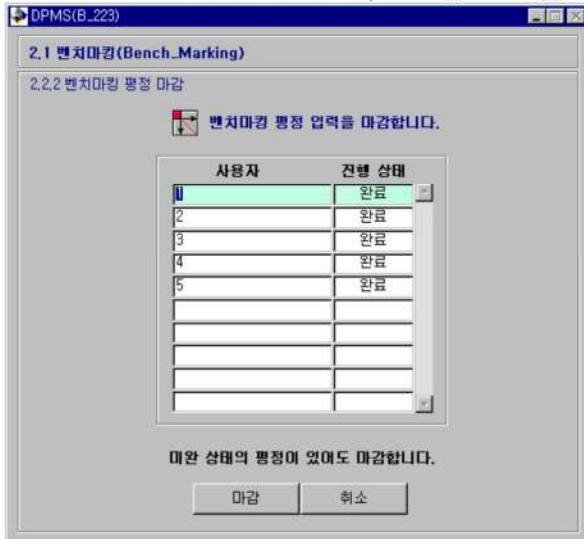 DPMS(B_223)
2.1 벤치마킹(Bench_Marking)
2.2.2 벤치마킹 평정 마감
벤치마킹 평정 입력을 마감합니다.
사용자 진행 상태
1 완료
2 완료
3 완료
4 완료
5 완료
미완 상태의 평정이 있어도 마감합니다.
마감 취소